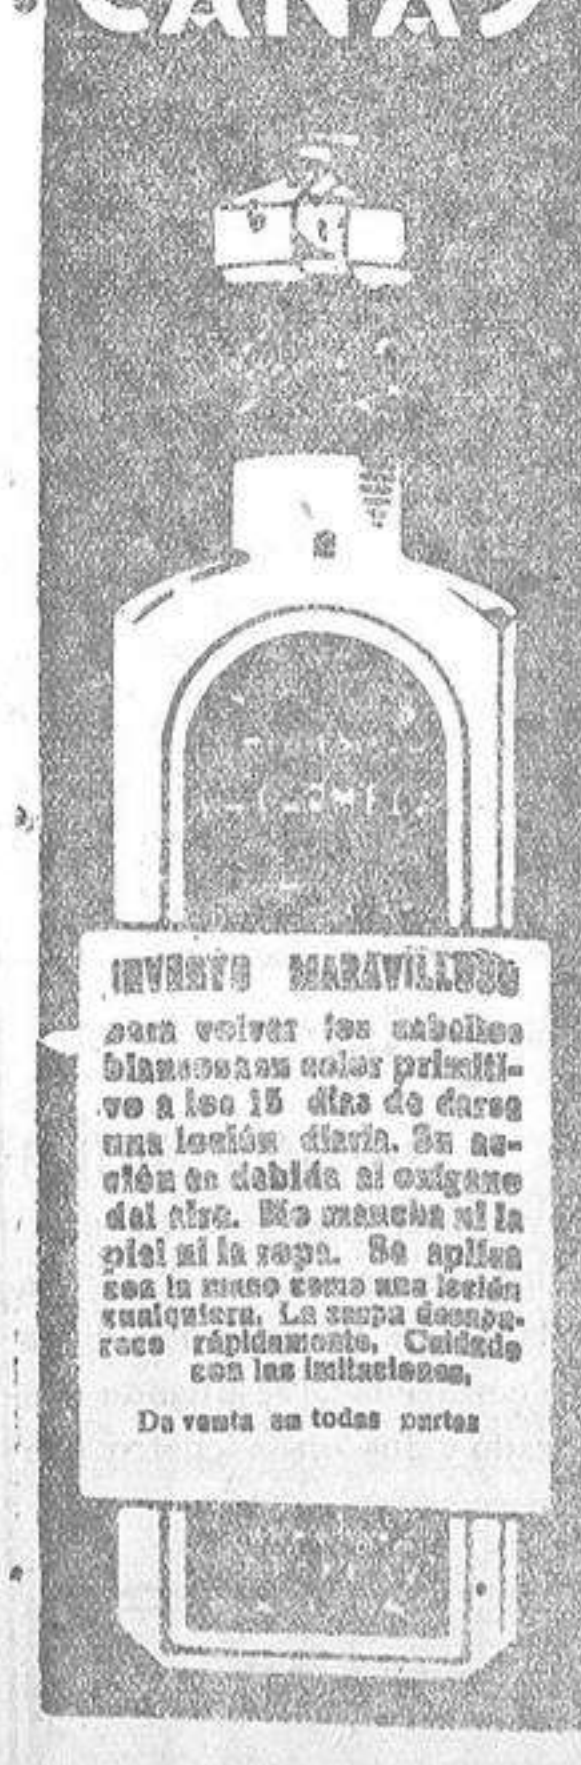 CANAS
INVENTO MARAVILLOSO
para volver los cabellos
blancos a su color primiti-
vo a los 15 días de darse
una loción diaria. Su ac-
ción es debida al oxígeno
del aire. No mancha ni la
piel ni la ropa. Se aplica
con la mano como una loción
cualquiera. La caspa desapa-
rece rápidamente. Cuidado
con las imitaciones.
De venta en todas partes